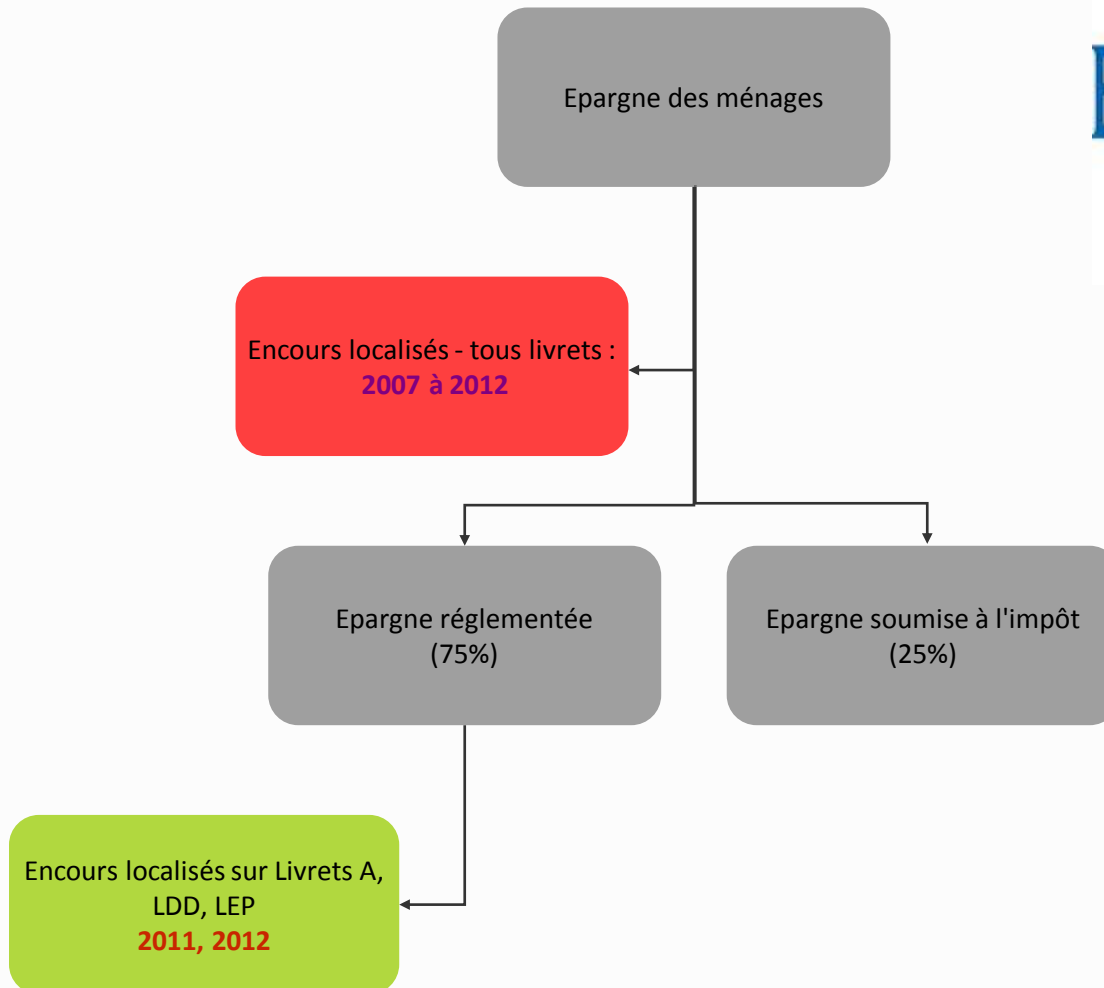 Epargne des ménages
Encours localisés - tous livrets :
2007 à 2012
Epargne réglementée
(75%)
Epargne soumise à l'impôt
(25%)
Encours localisés sur Livrets A,
LDD, LEP
2011, 2012